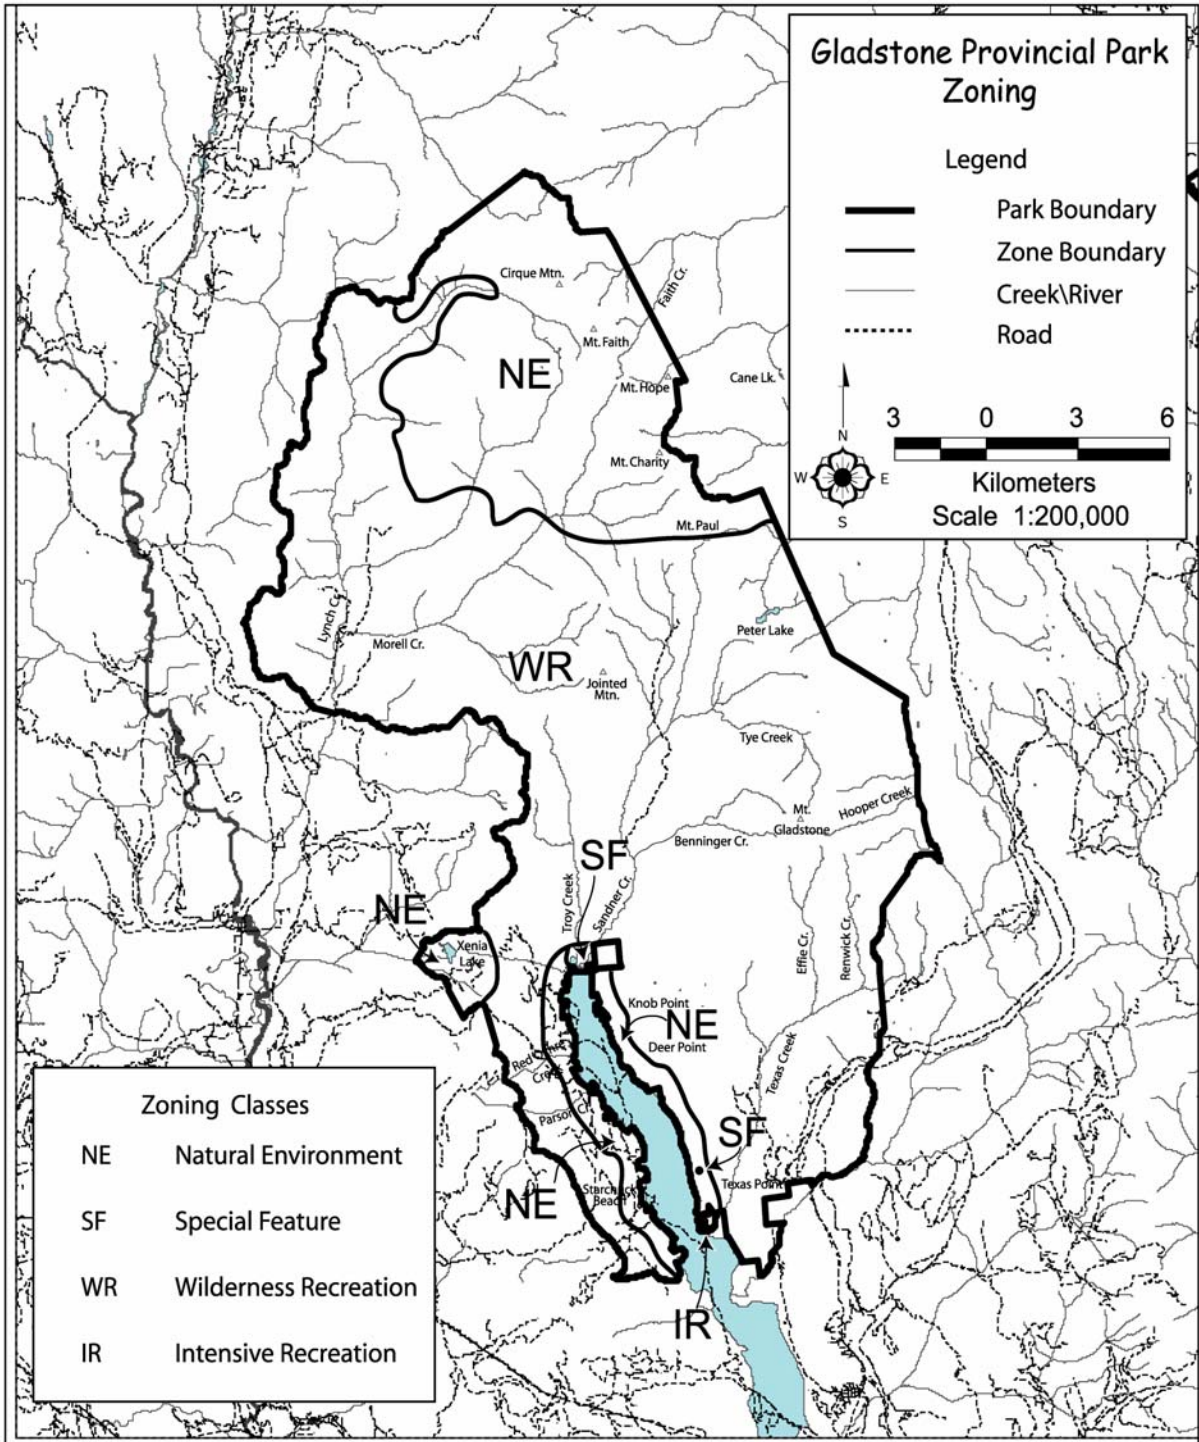 Gladstone Provincial Park
Zoning
Legend
Park Boundary
Zone Boundary
Creek\River
Road
3 0 3 6
N
W E
S
Kilometers
Scale 1:200,000
Cirque Mtn.
Faith Cr.
Mt. Faith
NE
Mt. Hope
Cane Lk.
Mt. Charity
Mt. Paul
Lynch Cr.
Morell Cr.
Peter Lake
WR
Jointed
Mtn.
Tye Creek
Mt.
Gladstone
Hooper Creek
Benninger Cr.
SF
Troy Creek
Sandner Cr.
NE
Xenia
Lake
Effie Cr.
Renwick Cr.
Knob Point
NE
Deer Point
Texas Creek
Creek
Parson Cr.
SF
Texas Point
NE
Beach
IR
Zoning Classes
NE Natural Environment
SF Special Feature
WR Wilderness Recreation
IR Intensive Recreation